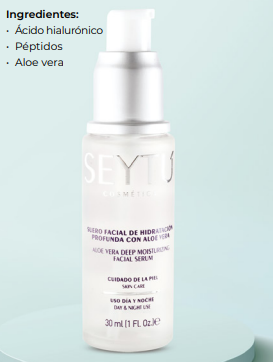 Ingredientes:
• Ácido hialurónico
• Péptidos
• Aloe vera
SEYTÚ
COSMÉTICA
SUERO FACIAL DE HIDRATACIÓN
PROFUNDA CON ALOE VERA
ALOE VERA DEEP MOISTURIZING
FACIAL SERUM
CUIDADO DE LA PIEL
SKIN CARE
USO DÍA Y NOCHE
DAY & NIGHT USE
30 ml (1 FL Oz.) e